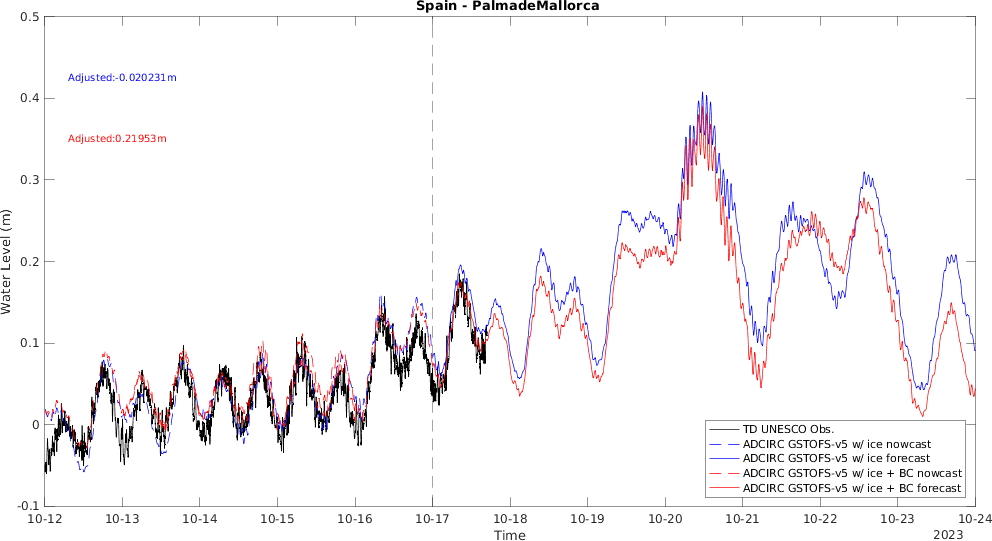 Spain - PalmadeMallorca
0.5
0.4
0.3
0.2
0.1
0
-0.1
Water Level (m)
Adjusted:-0.020231m
Adjusted:0.21953m
TD UNESCO Obs.
ADCIRC GSTOFS-v5 w/ ice nowcast
ADCIRC GSTOFS-v5 w/ ice forecast
ADCIRC GSTOFS-v5 w/ ice + BC nowcast
ADCIRC GSTOFS-v5 w/ ice + BC forecast
10-12 10-13 10-14 10-15 10-16 10-17 10-18 10-19 10-20 10-21 10-22 10-23 10-24
Time
2023